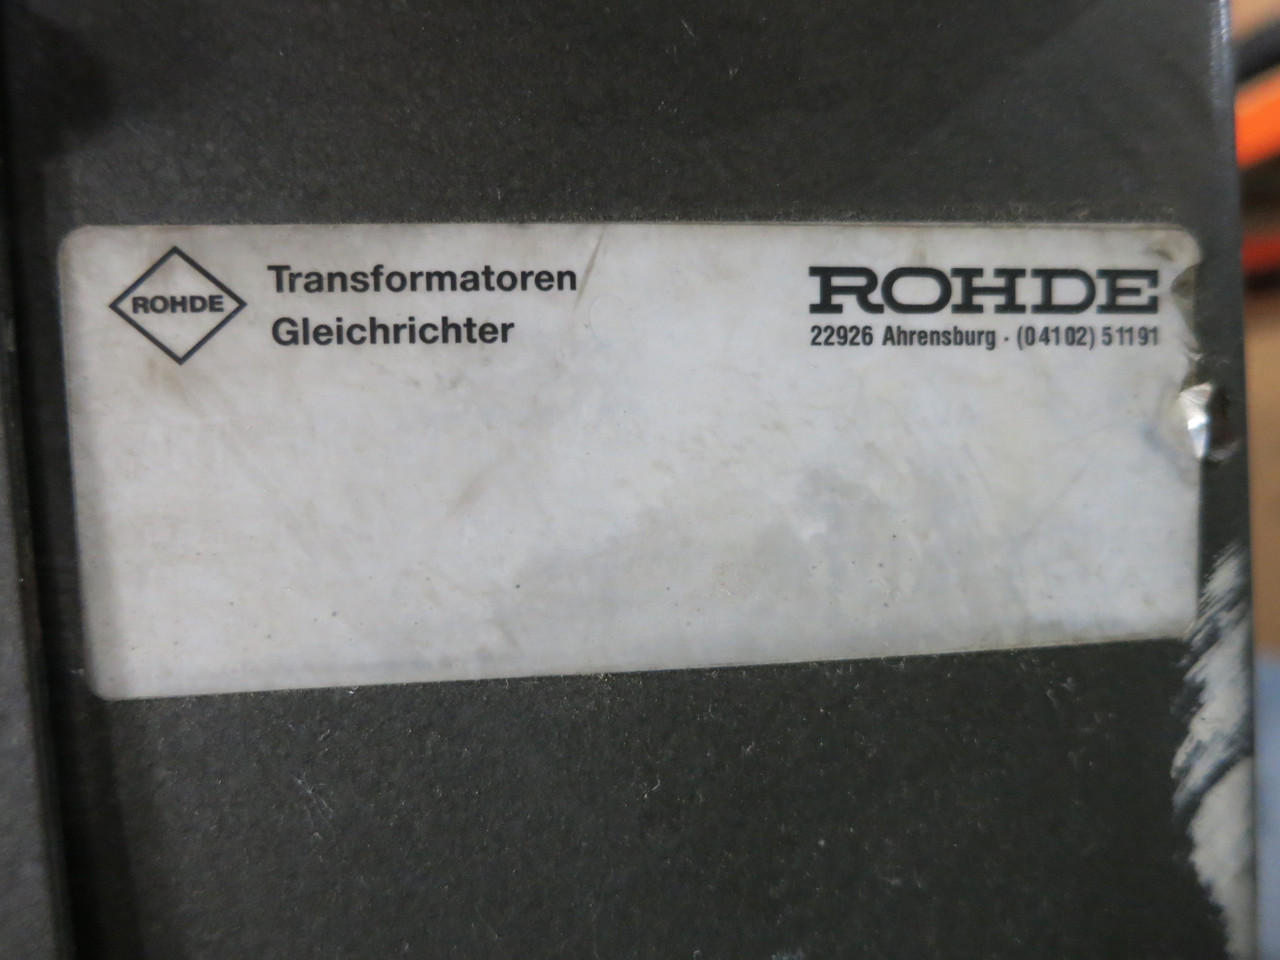 ROHDE
Transformatoren
Gleichrichter
ROHDE
22926 Ahrensburg · (04102) 51191